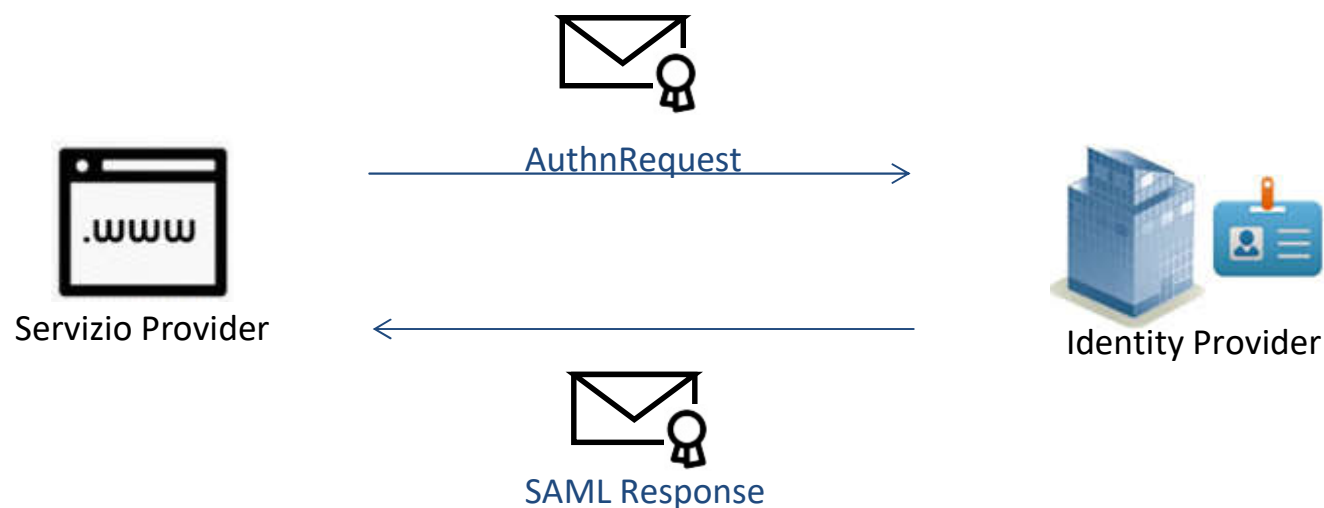 AuthnRequest
.www
Servizio Provider
Identity Provider
SAML Response